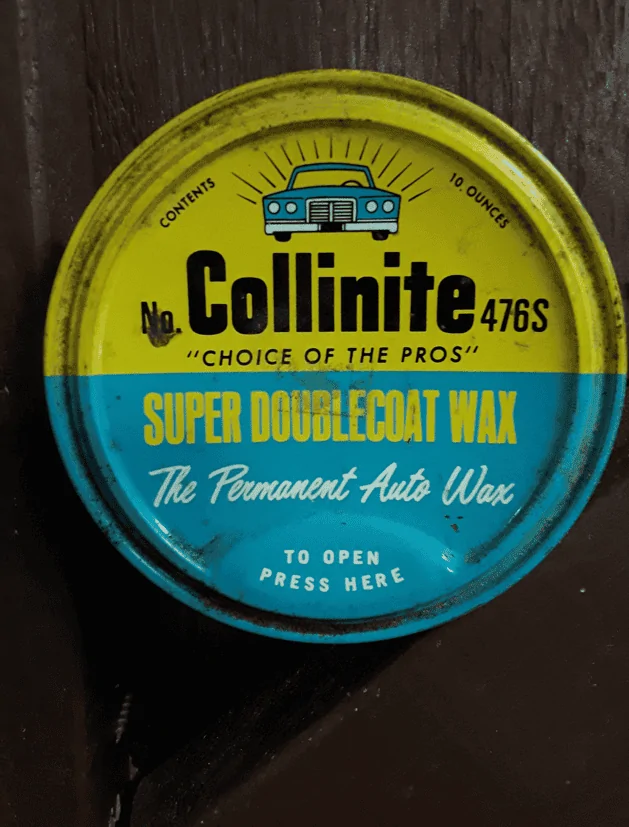 CONTENTS
10 OUNCES
No. Collinite 476S
"CHOICE OF THE PROS"
SUPER DOUBLECOAT WAX
The Permanent Auto Wax
TO OPEN
PRESS HERE